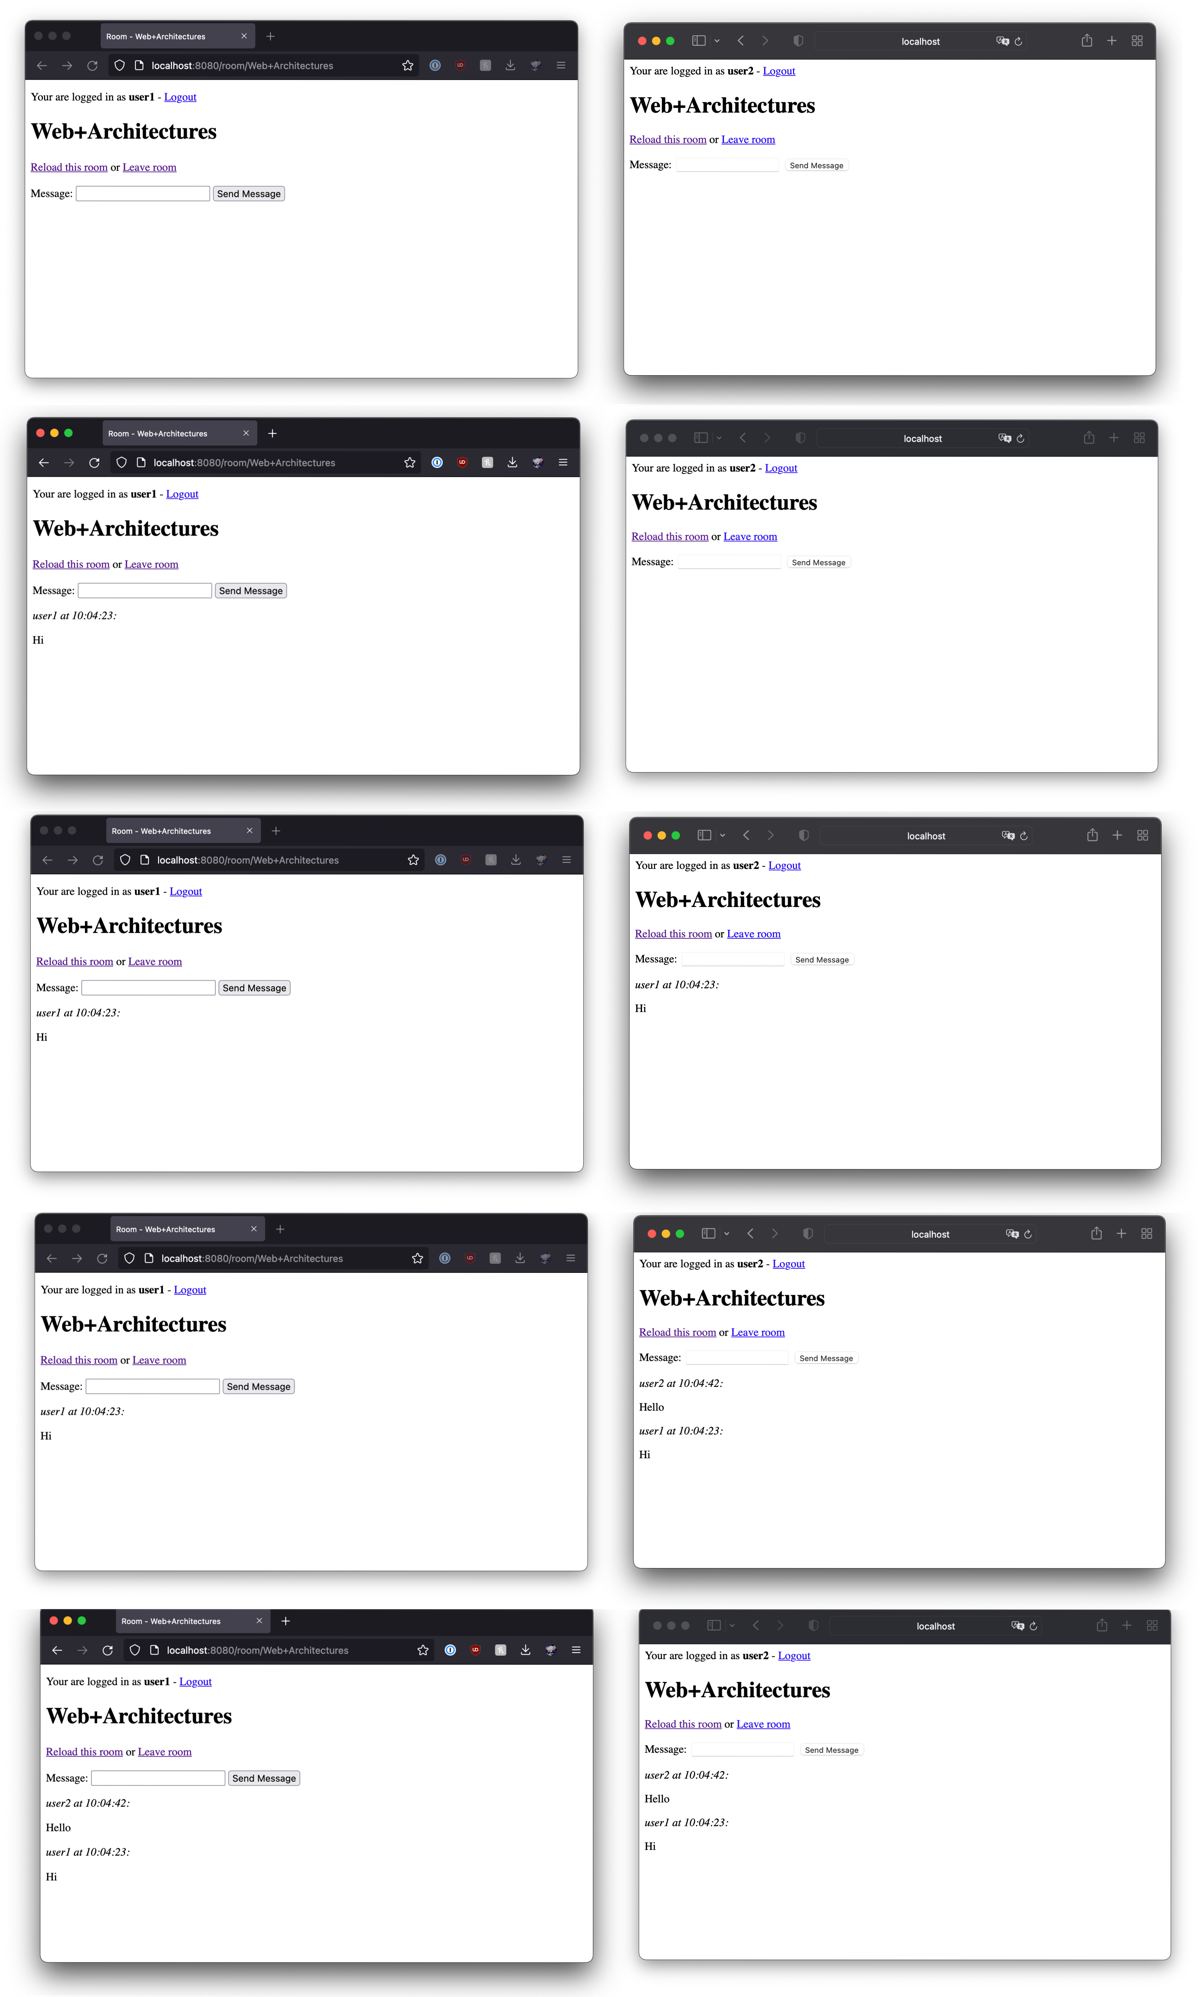 Room - Web+Architectures
localhost:8080/room/Web+Architectures
Your are logged in as user1 - Logout
Web+Architectures
Reload this room or Leave room
Message: Send Message
localhost
Your are logged in as user2 - Logout
Web+Architectures
Reload this room or Leave room
Message: Send Message
Room - Web+Architectures
localhost:8080/room/Web+Architectures
Your are logged in as user1 - Logout
Web+Architectures
Reload this room or Leave room
Message: Send Message
user1 at 10:04:23:
Hi
localhost
Your are logged in as user2 - Logout
Web+Architectures
Reload this room or Leave room
Message: Send Message
Room - Web+Architectures
localhost:8080/room/Web+Architectures
Your are logged in as user1 - Logout
Web+Architectures
Reload this room or Leave room
Message: Send Message
user1 at 10:04:23:
Hi
localhost
Your are logged in as user2 - Logout
Web+Architectures
Reload this room or Leave room
Message: Send Message
user1 at 10:04:23:
Hi
Room - Web+Architectures
localhost:8080/room/Web+Architectures
Your are logged in as user1 - Logout
Web+Architectures
Reload this room or Leave room
Message: Send Message
user1 at 10:04:23:
Hi
localhost
Your are logged in as user2 - Logout
Web+Architectures
Reload this room or Leave room
Message: Send Message
user2 at 10:04:42:
Hello
user1 at 10:04:23:
Hi
Room - Web+Architectures
localhost:8080/room/Web+Architectures
Your are logged in as user1 - Logout
Web+Architectures
Reload this room or Leave room
Message: Send Message
user2 at 10:04:42:
Hello
user1 at 10:04:23:
Hi
localhost
Your are logged in as user2 - Logout
Web+Architectures
Reload this room or Leave room
Message: Send Message
user2 at 10:04:42:
Hello
user1 at 10:04:23:
Hi